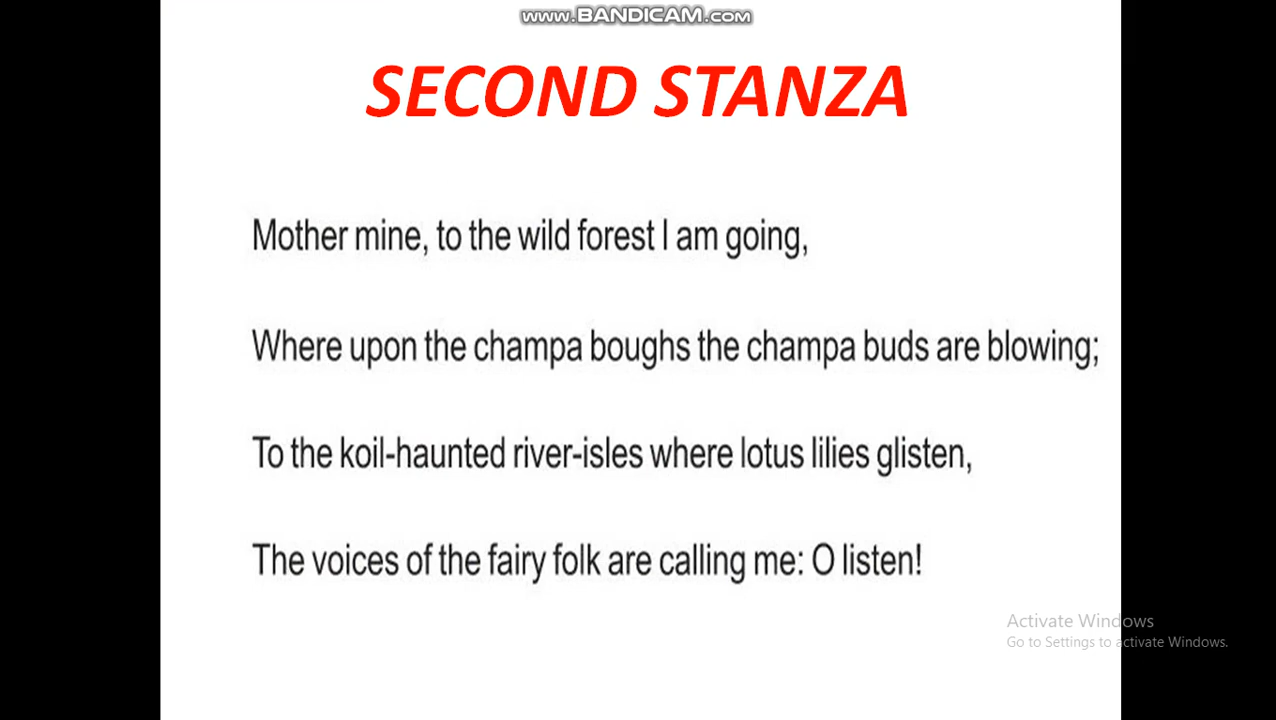 www.BANDICAM.com
SECOND STANZA
Mother mine, to the wild forest I am going,
Where upon the champa boughs the champa buds are blowing;
To the koil-haunted river-isles where lotus lilies glisten,
The voices of the fairy folk are calling me: O listen!
Activate Windows
Go to Settings to activate Windows.